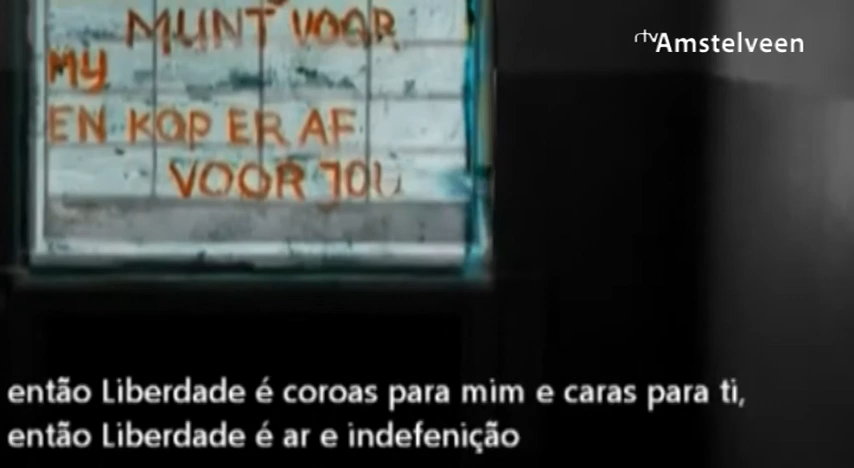 MUNT VOOR
MY
EN KOP ER AF
VOOR JOU
rtvAmstelveen
então Liberdade é coroas para mim e caras para ti,
então Liberdade é ar e indefenição